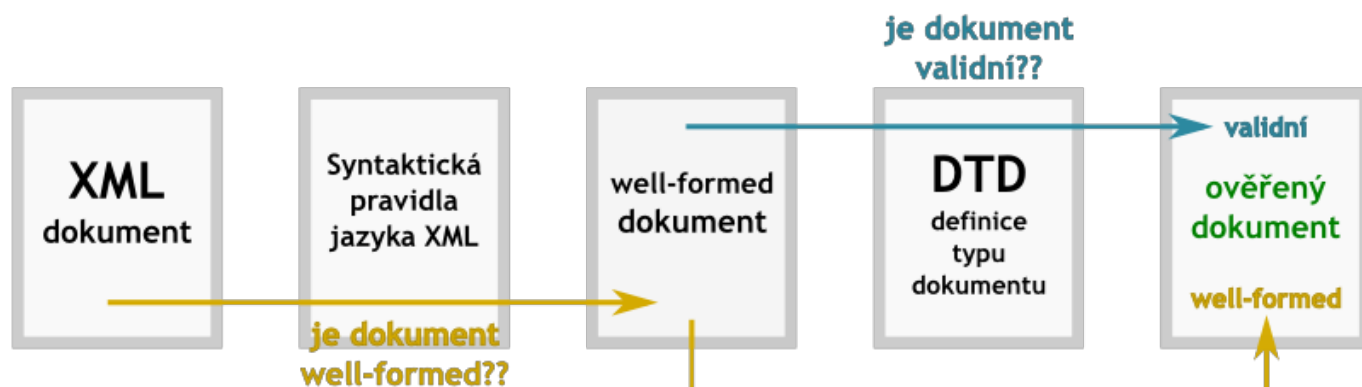 je dokument
validní??
XML
dokument
Syntaktická
pravidla
jazyka XML
je dokument
well-formed??
well-formed
dokument
DTD
definice
typu
dokumentu
validní
ověřený
dokument
well-formed